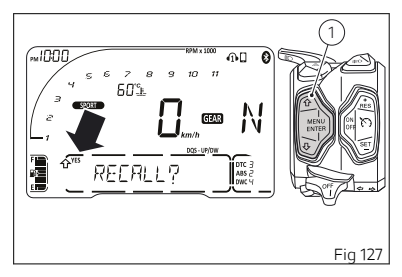 1
PM 10:00
RPM x 1000
1 2 3 4 5 6 7 8 9 10 11
60°C
SPORT
0 km/h
GEAR N
DQS - UP/DW
YES
RECALL?
F
E
DTC 3
ABS 2
DWC 4
MENU
ENTER
ON
OFF
+
RES
SET
-
OFF
Fig 127